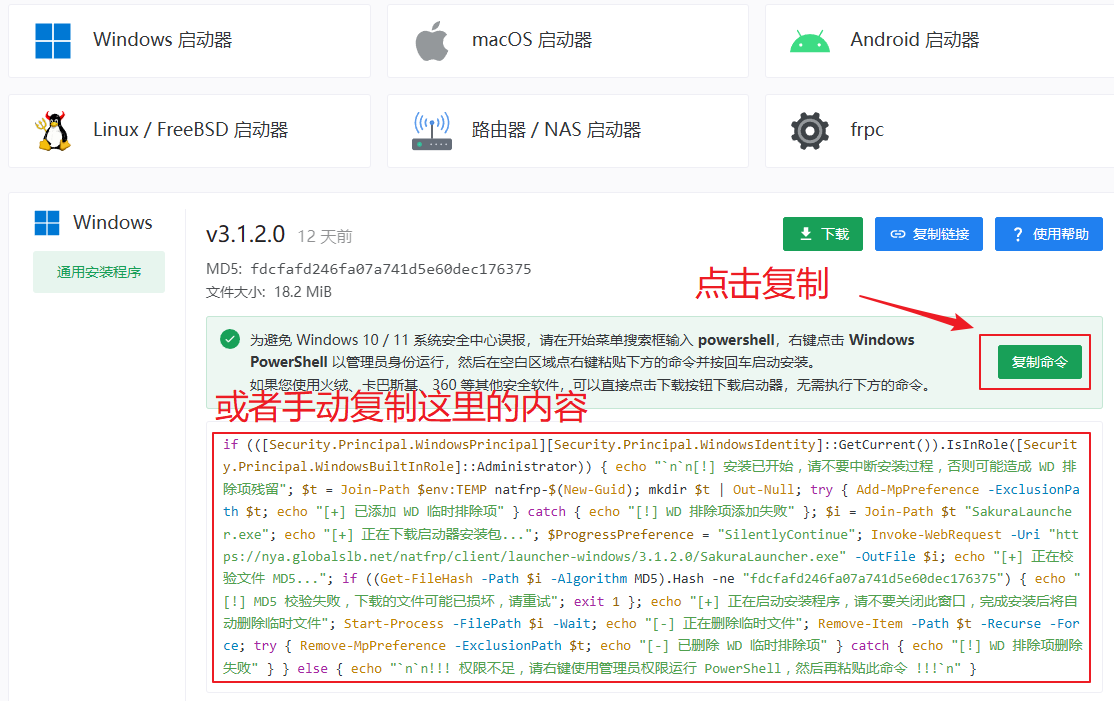 Windows 启动器
macOS 启动器
Android 启动器
Linux / FreeBSD 启动器
路由器 / NAS 启动器
frpc
Windows
通用安装程序
v3.1.2.0 12 天前
下载
复制链接
? 使用帮助
MD5: fdcfafd246fa07a741d5e60dec176375
文件大小: 18.2 MiB
点击复制
为避免 Windows 10 / 11 系统安全中心误报，请在开始菜单搜索框输入 powershell，右键点击 Windows
PowerShell 以管理员身份运行，然后在空白区域点右键粘贴下方的命令并按回车启动安装。
如果您使用火绒、卡巴斯基、360 等其他安全软件，可以直接点击下载按钮下载启动器，无需执行下方的命令。
复制命令
或者手动复制这里的内容
if (([Security.Principal.WindowsPrincipal][Security.Principal.WindowsIdentity]::GetCurrent()).IsInRole([Securit
y.Principal.WindowsBuiltInRole]::Administrator)) { echo "`n`n[!] 安装已开始，请不要中断安装过程，否则可能造成 WD 排
除项残留"; $t = Join-Path $env:TEMP natfrp-$(New-Guid); mkdir $t | Out-Null; try { Add-MpPreference -ExclusionPa
th $t; echo "[+] 已添加 WD 临时排除项" } catch { echo "[!] WD 排除项添加失败" }; $i = Join-Path $t "SakuraLaunche
r.exe"; echo "[+] 正在下载启动器安装包..."; $ProgressPreference = "SilentlyContinue"; Invoke-WebRequest -Uri "htt
ps://nya.globalslb.net/natfrp/client/launcher-windows/3.1.2.0/SakuraLauncher.exe" -OutFile $i; echo "[+] 正在校
验文件 MD5..."; if ((Get-FileHash -Path $i -Algorithm MD5).Hash -ne "fdcfafd246fa07a741d5e60dec176375") { echo "
[!] MD5 校验失败，下载的文件可能已损坏，请重试"; exit 1 }; echo "[+] 正在启动安装程序，请不要关闭此窗口，完成安装后将自
动删除临时文件"; Start-Process -FilePath $i -Wait; echo "[-] 正在删除临时文件"; Remove-Item -Path $t -Recurse -For
ce; try { Remove-MpPreference -ExclusionPath $t; echo "[-] 已删除 WD 临时排除项" } catch { echo "[!] WD 排除项删除
失败" } } else { echo "`n`n!!! 权限不足，请右键使用管理员权限运行 PowerShell，然后再粘贴此命令 !!!`n" }